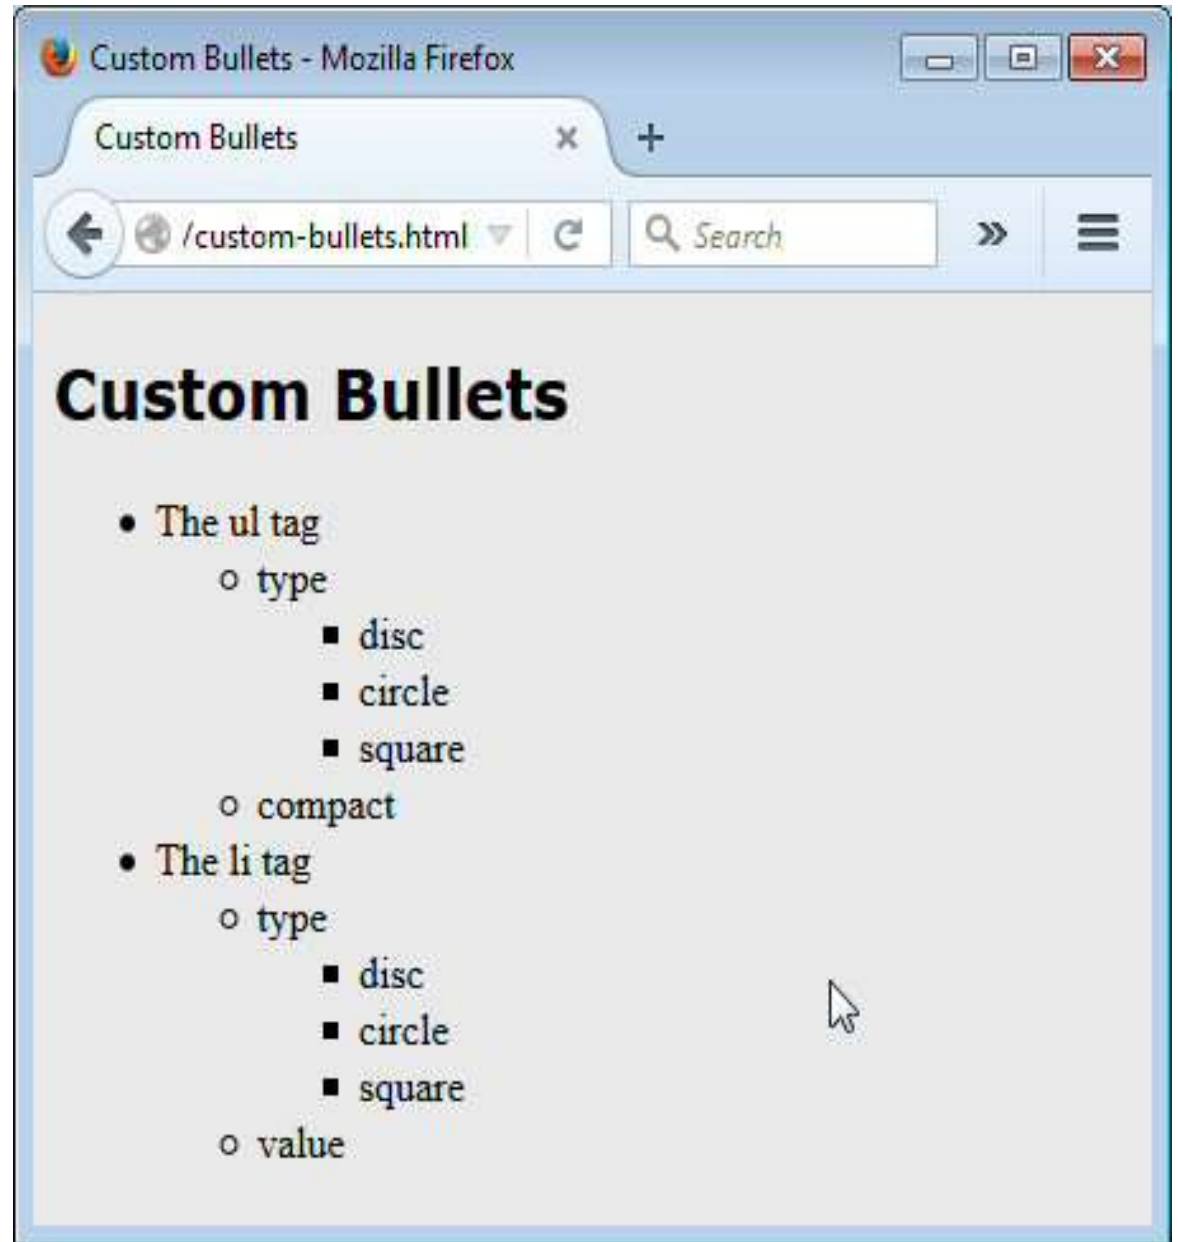 Custom Bullets - Mozilla Firefox
Custom Bullets
/custom-bullets.html
Search
Custom Bullets
The ul tag
type
disc
circle
square
compact
The li tag
type
disc
circle
square
value